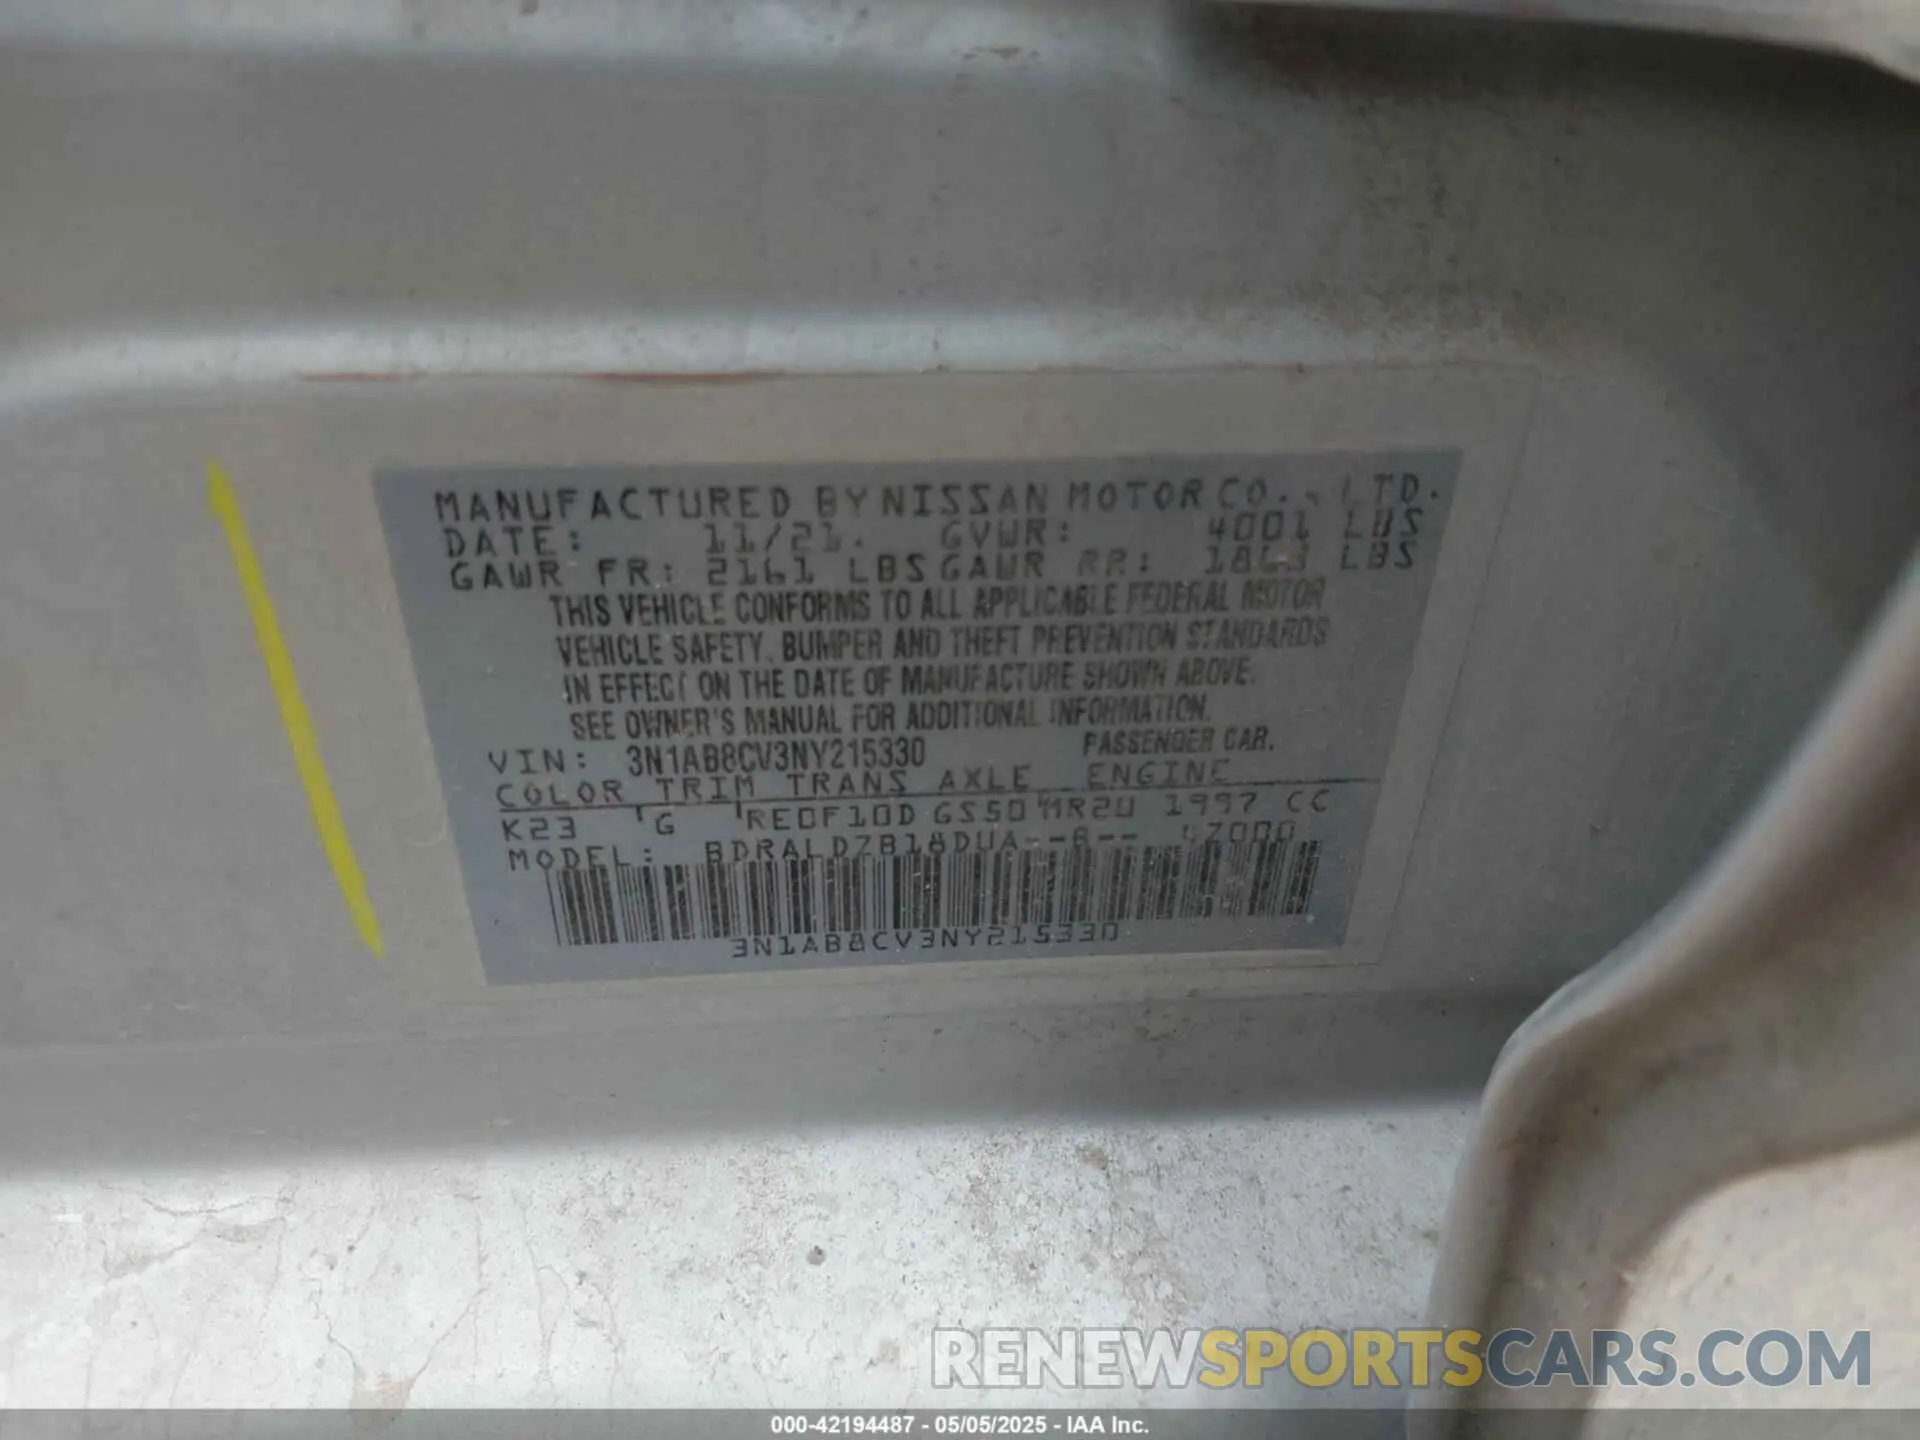 MANUFACTURED BY NISSAN MOTOR CO., LTD.
DATE: 11/21. GVWR: 4001 LBS
GAWR FR: 2161 LBS GAWR RR: LBS
THIS VEHICLE CONFORMS TO ALL APPLICABLE FEDERAL MOTOR
VEHICLE SAFETY, BUMPER AND THEFT PREVENTION STANDARDS
IN EFFECT ON THE DATE OF MANUFACTURE SHOWN ABOVE.
SEE OWNER'S MANUAL FOR ADDITIONAL INFORMATION.
VIN: 3N1AB8CV3NY215330 PASSENGER CAR.
COLOR TRIM TRANS AXLE ENGINE
K23 G RE0F10D GS50 MR20 1997 CC
MODEL: BDRALDZB18DUA--B--
3N1AB8CV3NY215330
RENEWSPORTSCARS.COM
000-42194487 - 05/05/2025 - IAA Inc.